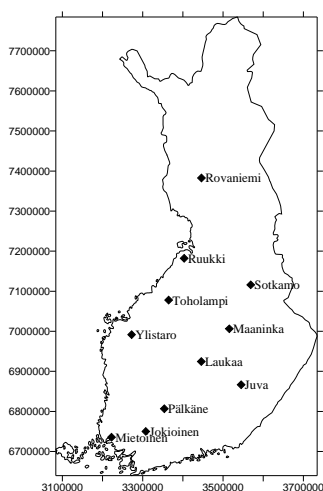 7700000
7600000
7500000
7400000
Rovaniemi
7300000
7200000
Ruukki
7100000
Sotkamo
Toholampi
7000000
Maaninka
Ylistaro
6900000
Laukaa
Juva
6800000
Pälkäne
Jokioinen
Mietoinen
6700000
3100000 3300000 3500000 3700000